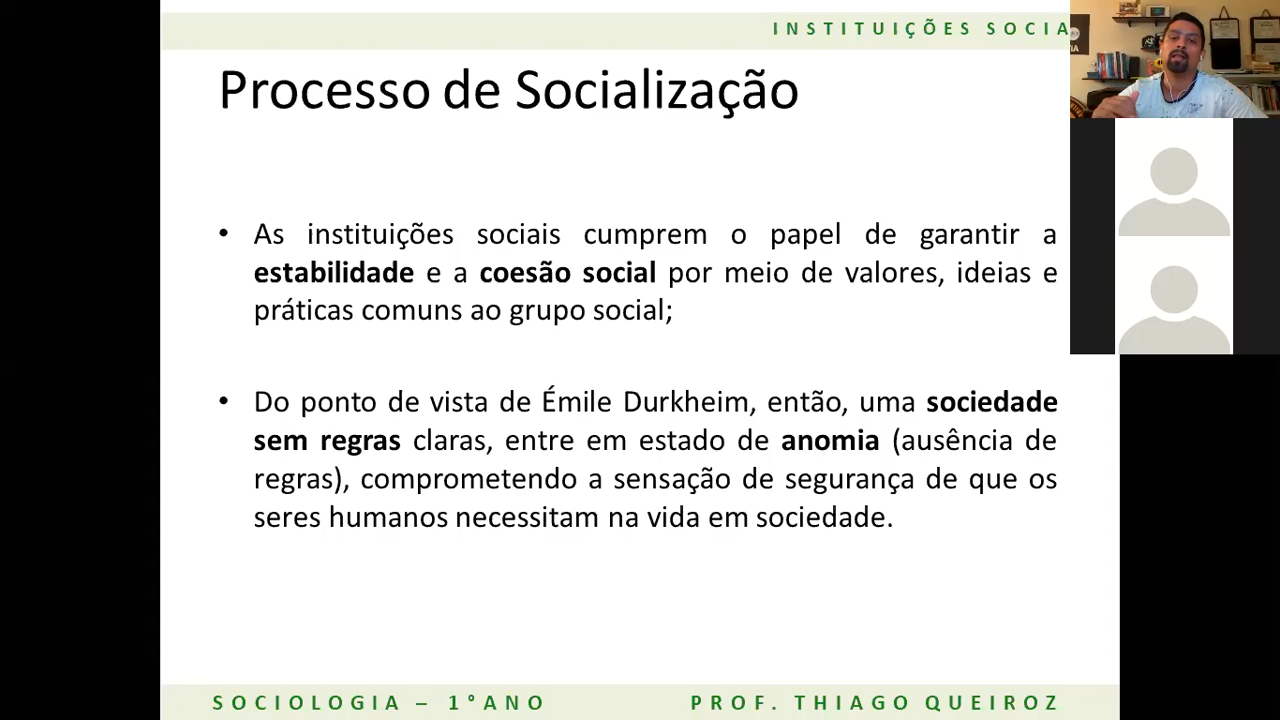 INSTITUIÇÕES SOCIA
Processo de Socialização
• As instituições sociais cumprem o papel de garantir a
estabilidade e a coesão social por meio de valores, ideias e
práticas comuns ao grupo social;
• Do ponto de vista de Émile Durkheim, então, uma sociedade
sem regras claras, entre em estado de anomia (ausência de
regras), comprometendo a sensação de segurança de que os
seres humanos necessitam na vida em sociedade.
SOCIOLOGIA – 1°ANO
PROF. THIAGO QUEIROZ